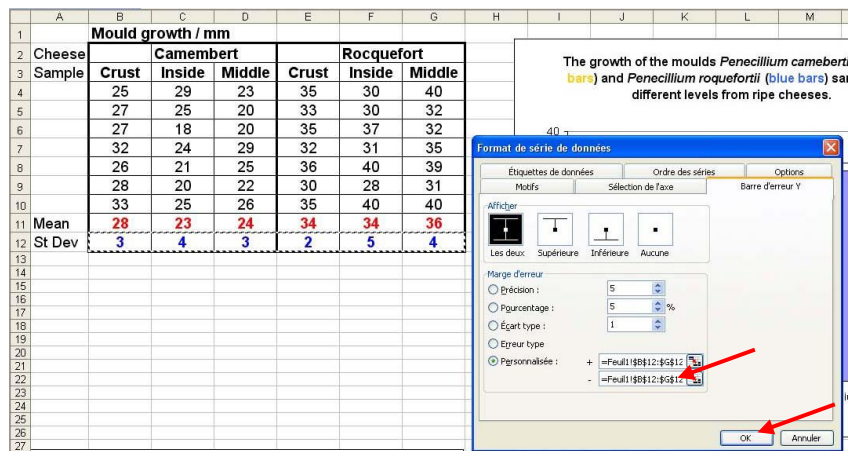 A B C D E F G H I J K L M
1 Mould growth / mm
2 Cheese Camembert Rocquefort
3 Sample Crust Inside Middle Crust Inside Middle
4 25 29 23 35 30 40
5 27 25 20 33 30 32
6 27 18 20 35 37 32
7 32 24 29 32 31 35
8 26 21 25 36 40 39
9 28 20 22 30 28 31
10 33 25 26 35 40 40
11 Mean 28 23 24 34 34 36
12 St Dev 3 4 3 2 5 4
13
14
15
16
17
18
19
20
21
22
23
24
25
26
27
The growth of the moulds Penicillium cameberti
bars) and Penicillium roquefortii (blue bars) sar
different levels from ripe cheeses.
40
Format de série de données
Étiquettes de données Ordre des séries Options
Motifs Sélection de l'axe Barre d'erreur Y
Afficher
Les deux Supérieure Inférieure Aucune
Marge d'erreur
Précision : 5
Pourcentage : 5 %
Écart type : 1
Erreur type
Personnalisée : + =Feuil1!$B$12:$G$12
- =Feuil1!$B$12:$G$12
OK Annuler